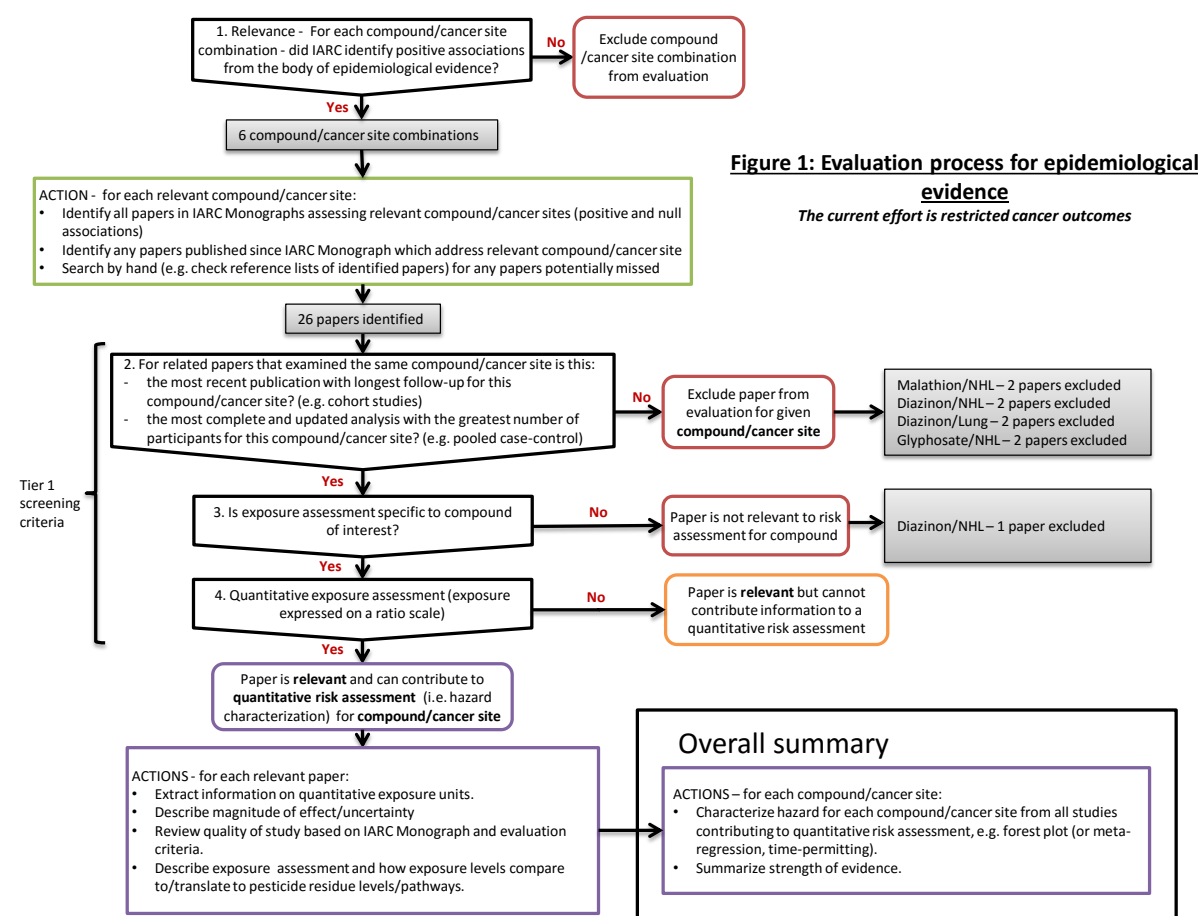 1. Relevance - For each compound/cancer site
combination - did IARC identify positive associations
from the body of epidemiological evidence?
No
Exclude compound
/cancer site combination
from evaluation
Yes
6 compound/cancer site combinations
Figure 1: Evaluation process for epidemiological
evidence
The current effort is restricted cancer outcomes
ACTION - for each relevant compound/cancer site:
• Identify all papers in IARC Monographs assessing relevant compound/cancer sites (positive and null
associations)
• Identify any papers published since IARC Monograph which address relevant compound/cancer site
• Search by hand (e.g. check reference lists of identified papers) for any papers potentially missed
26 papers identified
Tier 1
screening
criteria
2. For related papers that examined the same compound/cancer site is this:
- the most recent publication with longest follow-up for this
compound/cancer site? (e.g. cohort studies)
- the most complete and updated analysis with the greatest number of
participants for this compound/cancer site? (e.g. pooled case-control)
No
Exclude paper from
evaluation for given
compound/cancer site
Malathion/NHL – 2 papers excluded
Diazinon/NHL – 2 papers excluded
Diazinon/Lung – 2 papers excluded
Glyphosate/NHL – 2 papers excluded
Yes
3. Is exposure assessment specific to compound
of interest?
No
Paper is not relevant to risk
assessment for compound
Diazinon/NHL – 1 paper excluded
Yes
4. Quantitative exposure assessment (exposure
expressed on a ratio scale)
No
Paper is relevant but cannot
contribute information to a
quantitative risk assessment
Yes
Paper is relevant and can contribute to
quantitative risk assessment (i.e. hazard
characterization) for compound/cancer site
ACTIONS - for each relevant paper:
• Extract information on quantitative exposure units.
• Describe magnitude of effect/uncertainty
• Review quality of study based on IARC Monograph and evaluation
criteria.
• Describe exposure assessment and how exposure levels compare
to/translate to pesticide residue levels/pathways.
Overall summary
ACTIONS – for each compound/cancer site:
• Characterize hazard for each compound/cancer site from all studies
contributing to quantitative risk assessment, e.g. forest plot (or meta-
regression, time-permitting).
• Summarize strength of evidence.